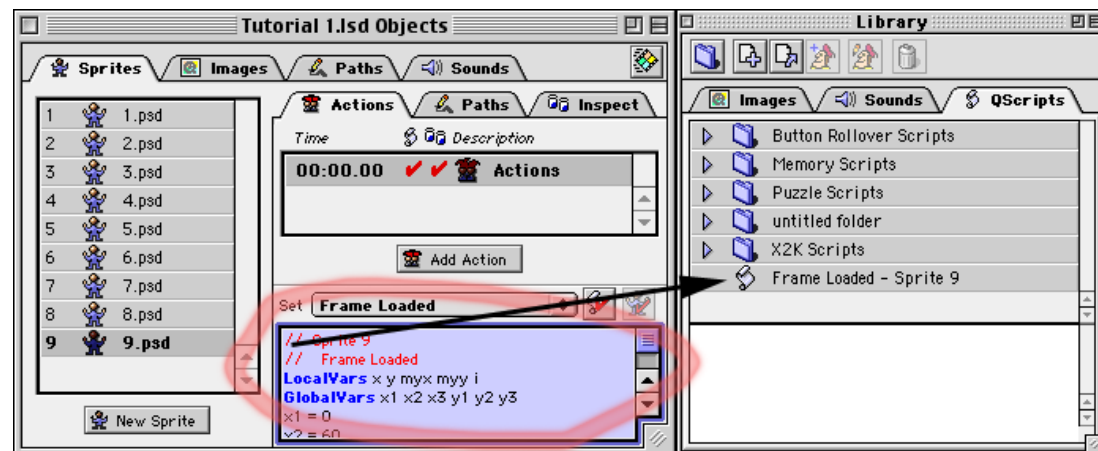 Tutorial 1.lsd Objects
Sprites Images Paths Sounds
1 1.psd
2 2.psd
3 3.psd
4 4.psd
5 5.psd
6 6.psd
7 7.psd
8 8.psd
9 9.psd
New Sprite
Actions Paths Inspect
Time Description
00:00.00 Actions
Add Action
Set Frame Loaded
// Sprite 9
// Frame Loaded
LocalVars x y myx myy i
GlobalVars x1 x2 x3 y1 y2 y3
x1 = 0
x2 = 60
Library
Images Sounds QScripts
Button Rollover Scripts
Memory Scripts
Puzzle Scripts
untitled folder
X2K Scripts
Frame Loaded - Sprite 9